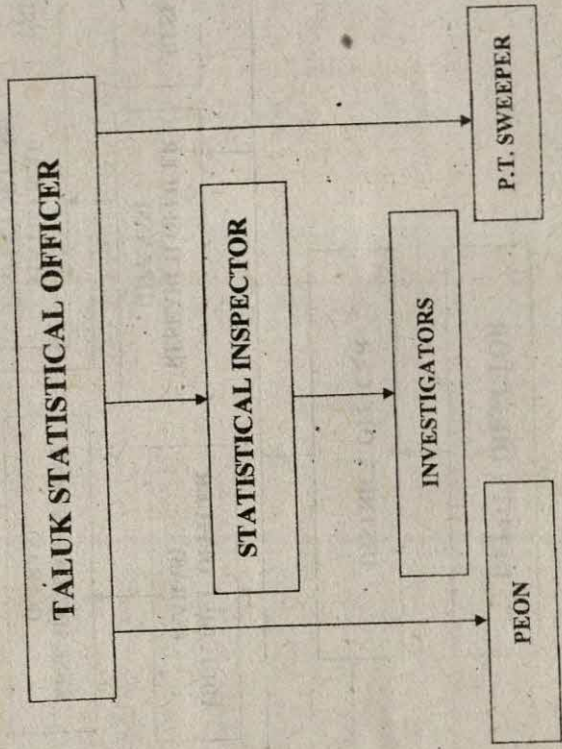 TALUK STATISTICAL OFFICER
STATISTICAL INSPECTOR
INVESTIGATORS
PEON
P.T. SWEEPER